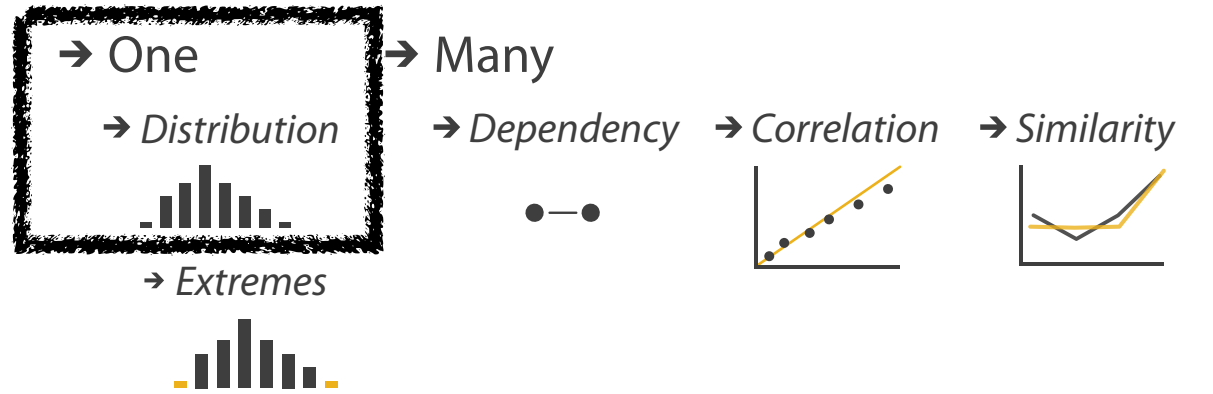 ➔ One
➔ Many
➔ Distribution
➔ Dependency
➔ Correlation
➔ Similarity
➔ Extremes